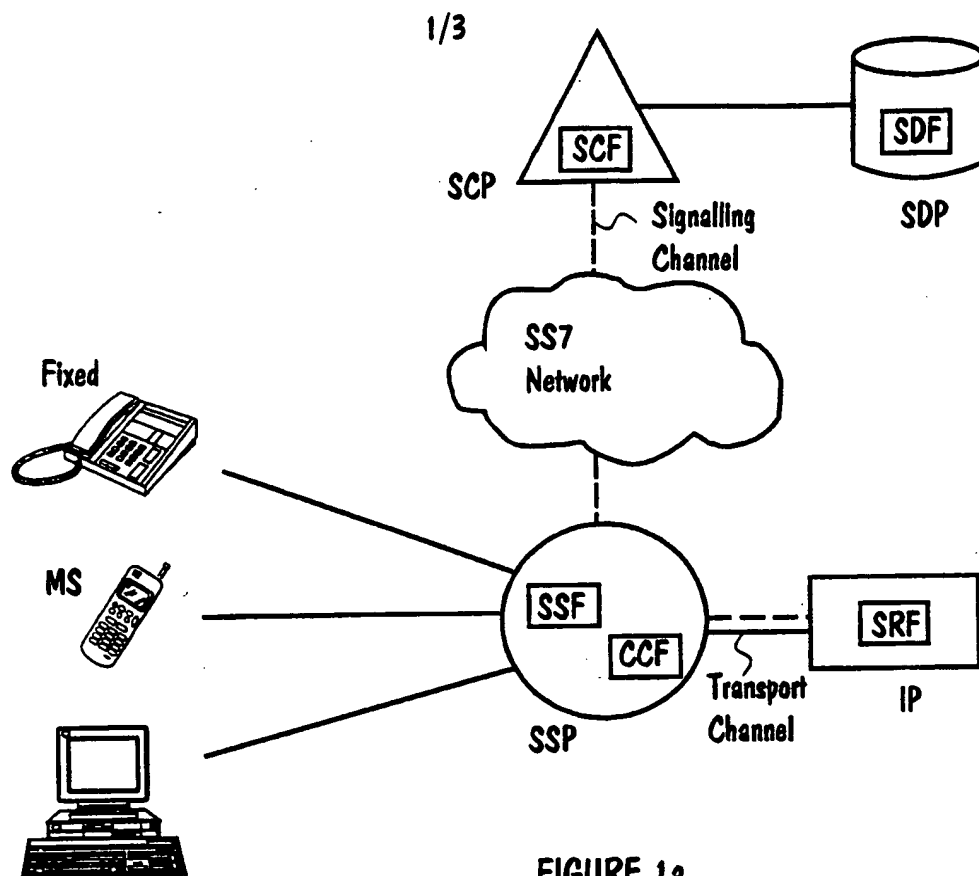 1/3
SCF
SDF
SCP
SDP
Signalling
Channel
SS7
Network
Fixed
MS
SSF
CCF
SRF
Transport
Channel
IP
SSP
FIGURE 1a